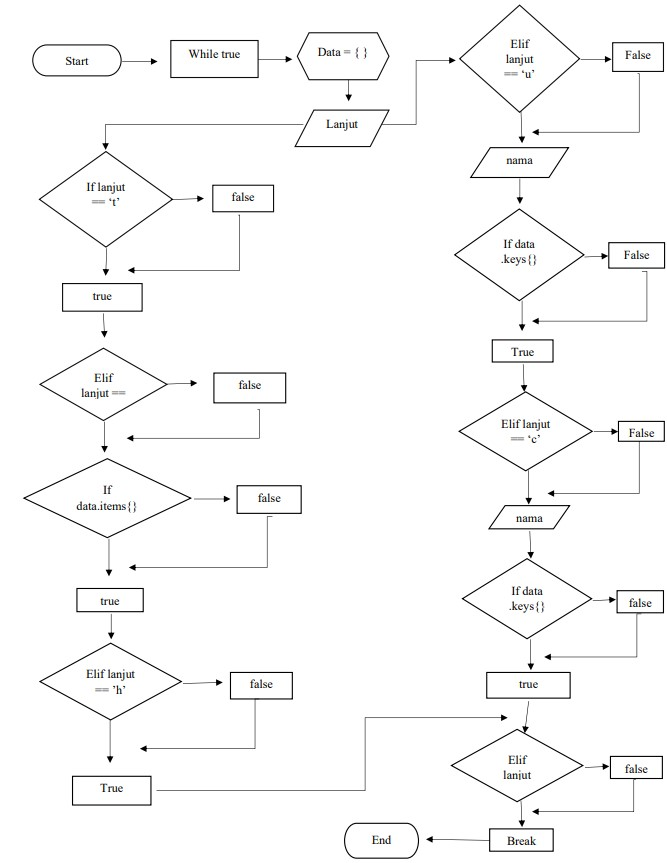 Start
While true
Data = { }
Lanjut
If lanjut
== ‘t’
false
true
Elif
lanjut ==
false
If
data.items{}
false
true
Elif lanjut
== ’h’
false
True
Elif
lanjut
== ‘u’
False
nama
If data
.keys{}
False
True
Elif lanjut
== ‘c’
False
nama
If data
.keys{}
false
true
Elif
lanjut
false
Break
End